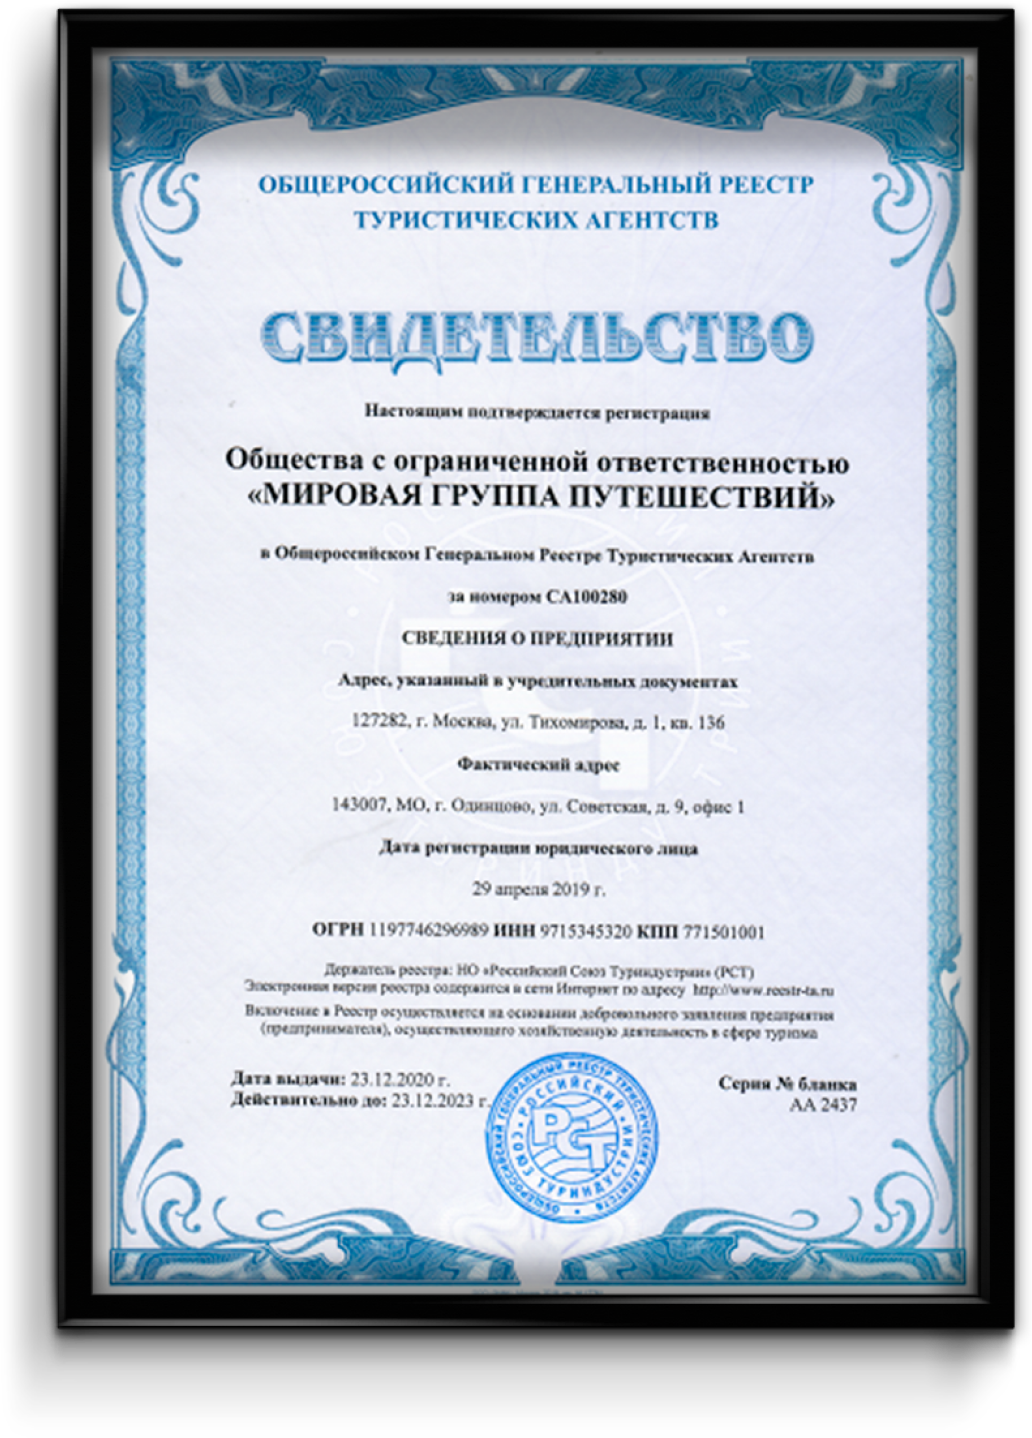 ОБЩЕРОССИЙСКИЙ ГЕНЕРАЛЬНЫЙ РЕЕСТР
ТУРИСТИЧЕСКИХ АГЕНТСТВ
СВИДЕТЕЛЬСТВО
Настоящим подтверждается регистрация
Общества с ограниченной ответственностью
«МИРОВАЯ ГРУППА ПУТЕШЕСТВИЙ»
в Общероссийском Генеральном Реестре Туристических Агентств
за номером СА100280
СВЕДЕНИЯ О ПРЕДПРИЯТИИ
Адрес, указанный в учредительных документах
127282, г. Москва, ул. Тихомирова, д. 1, кв. 136
Фактический адрес
143007, МО, г. Одинцово, ул. Советская, д. 9, офис 1
Дата регистрации юридического лица
29 апреля 2019 г.
ОГРН 1197746296989 ИНН 9715345320 КПП 771501001
Держатель реестра: НО «Российский Союз Туриндустрии» (РСТ)
Электронная версия реестра содержится в сети Интернет по адресу http://www.reestr-ta.ru
Включение в Реестр осуществляется на основании добровольного заявления предприятия
(предпринимателя), осуществляющего хозяйственную деятельность в сфере туризма
Дата выдачи: 23.12.2020 г.
Действительно до: 23.12.2023 г.
Серия № бланка
АА 2437
ОБЩЕРОССИЙСКИЙ ГЕНЕРАЛЬНЫЙ РЕЕСТР ТУРИСТИЧЕСКИХ АГЕНТСТВ
РОССИЙСКИЙ СОЮЗ ТУРИНДУСТРИИ
РСТ